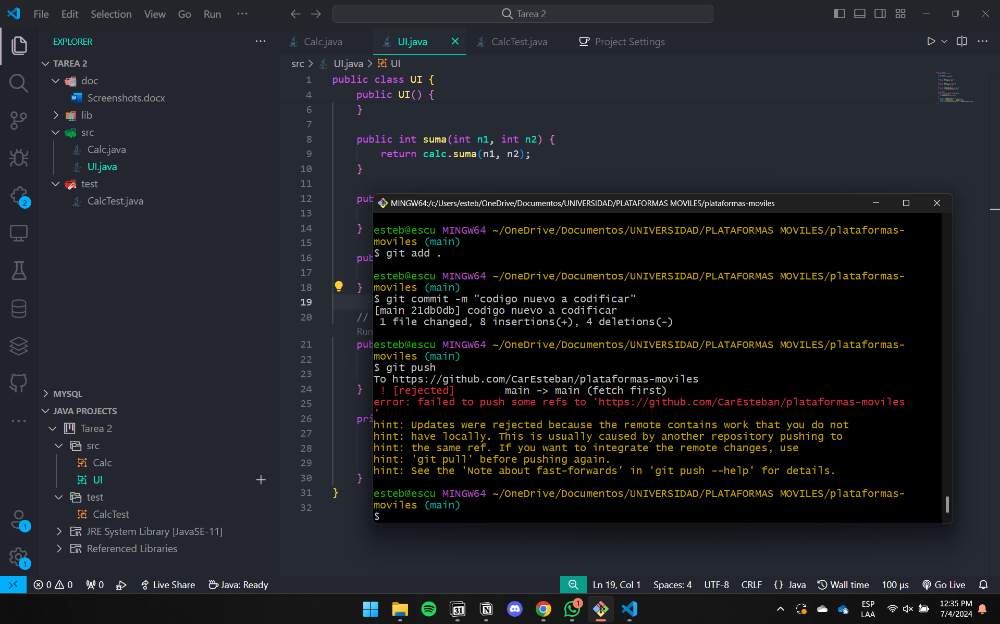 File Edit Selection View Go Run ···
Tarea 2
EXPLORER
TAREA 2
doc
Screenshots.docx
lib
src
Calc.java
UI.java
test
CalcTest.java
MYSQL
JAVA PROJECTS
Tarea 2
src
Calc
UI
test
CalcTest
JRE System Library [JavaSE-11]
Referenced Libraries
2
1
1
Calc.java UI.java CalcTest.java Project Settings
src > UI.java > UI
1 public class UI {
4 public UI() {
6 }
7
8 public int suma(int n1, int n2) {
9 return calc.suma(n1, n2);
10 }
11
12 pub
13
14 }
15
16 pub
17
18 }
19
20 //
Run
21 pub
22
23
24 }
25
26 pri
27
28
29
30 }
31 }
32
MINGW64:/c/Users/esteb/OneDrive/Documentos/UNIVERSIDAD/PLATAFORMAS MOVILES/plataformas-moviles
esteb@escu MINGW64 ~/OneDrive/Documentos/UNIVERSIDAD/PLATAFORMAS MOVILES/plataformas-
moviles (main)
$ git add .
esteb@escu MINGW64 ~/OneDrive/Documentos/UNIVERSIDAD/PLATAFORMAS MOVILES/plataformas-
moviles (main)
$ git commit -m "codigo nuevo a codificar"
[main 21db0db] codigo nuevo a codificar
1 file changed, 8 insertions(+), 4 deletions(-)
esteb@escu MINGW64 ~/OneDrive/Documentos/UNIVERSIDAD/PLATAFORMAS MOVILES/plataformas-
moviles (main)
$ git push
To https://github.com/CarEsteban/plataformas-moviles
! [rejected]        main -> main (fetch first)
error: failed to push some refs to 'https://github.com/CarEsteban/plataformas-moviles
'
hint: Updates were rejected because the remote contains work that you do not
hint: have locally. This is usually caused by another repository pushing to
hint: the same ref. If you want to integrate the remote changes, use
hint: 'git pull' before pushing again.
hint: See the 'Note about fast-forwards' in 'git push --help' for details.
esteb@escu MINGW64 ~/OneDrive/Documentos/UNIVERSIDAD/PLATAFORMAS MOVILES/plataformas-
moviles (main)
$
0 0 0 Live Share Java: Ready Ln 19, Col 1 Spaces: 4 UTF-8 CRLF {} Java Wall time 100 µs Go Live
31 1 ESP 12:35 PM
LAA 7/4/2024